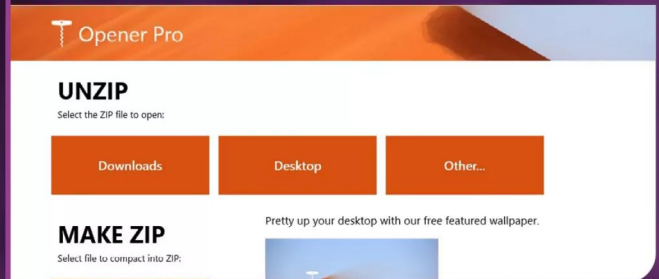 Opener Pro
UNZIP
Select the ZIP file to open:
Downloads
Desktop
Other...
Pretty up your desktop with our free featured wallpaper.
MAKE ZIP
Select file to compact into ZIP: